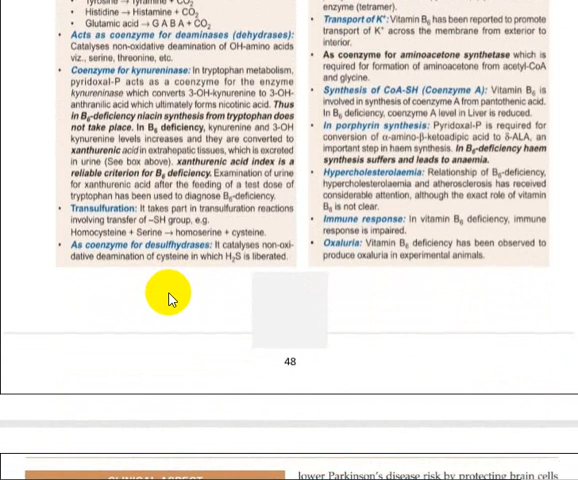 Tyrosine → Tyramine + CO₂
• Histidine → Histamine + CO₂
• Glutamic acid → G A B A + CO₂
• Acts as coenzyme for deaminases (dehydrases):
Catalyses non-oxidative deamination of OH-amino acids
viz., serine, threonine, etc.
• Coenzyme for kynureninase: In tryptophan metabolism,
pyridoxal-P acts as a coenzyme for the enzyme
kynureninase which converts 3-OH-kynurenine to 3-OH-
anthranilic acid which ultimately forms nicotinic acid. Thus
in B₆-deficiency niacin synthesis from tryptophan does
not take place. In B₆ deficiency, kynurenine and 3-OH
kynurenine levels increases and they are converted to
xanthurenic acid in extrahepatic tissues, which is excreted
in urine (See box above). xanthurenic acid index is a
reliable criterion for B₆ deficiency. Examination of urine
for xanthurenic acid after the feeding of a test dose of
tryptophan has been used to diagnose B₆-deficiency.
• Transulfuration: It takes part in transulfuration reactions
involving transfer of –SH group, e.g.
Homocysteine + Serine → homoserine + cysteine.
• As coenzyme for desulfhydrases: It catalyses non-oxi-
dative deamination of cysteine in which H₂S is liberated.
enzyme (tetramer).
• Transport of K⁺: Vitamin B₆ has been reported to promote
transport of K⁺ across the membrane from exterior to
interior.
• As coenzyme for aminoacetone synthetase which is
required for formation of aminoacetone from acetyl-CoA
and glycine.
• Synthesis of CoA-SH (Coenzyme A): Vitamin B₆ is
involved in synthesis of coenzyme A from pantothenic acid.
In B₆ deficiency, coenzyme A level in Liver is reduced.
• In porphyrin synthesis: Pyridoxal-P is required for
conversion of α-amino-β-ketoadipic acid to δ-ALA, an
important step in haem synthesis. In B₆-deficiency haem
synthesis suffers and leads to anaemia.
• Hypercholesterolaemia: Relationship of B₆-deficiency,
hypercholesterolaemia and atherosclerosis has received
considerable attention, although the exact role of vitamin
B₆ is not clear.
• Immune response: In vitamin B₆ deficiency, immune
response is impaired.
• Oxaluria: Vitamin B₆ deficiency has been observed to
produce oxaluria in experimental animals.
48
CLINICAL ASPECT
lower Parkinson's disease risk by protecting brain cells